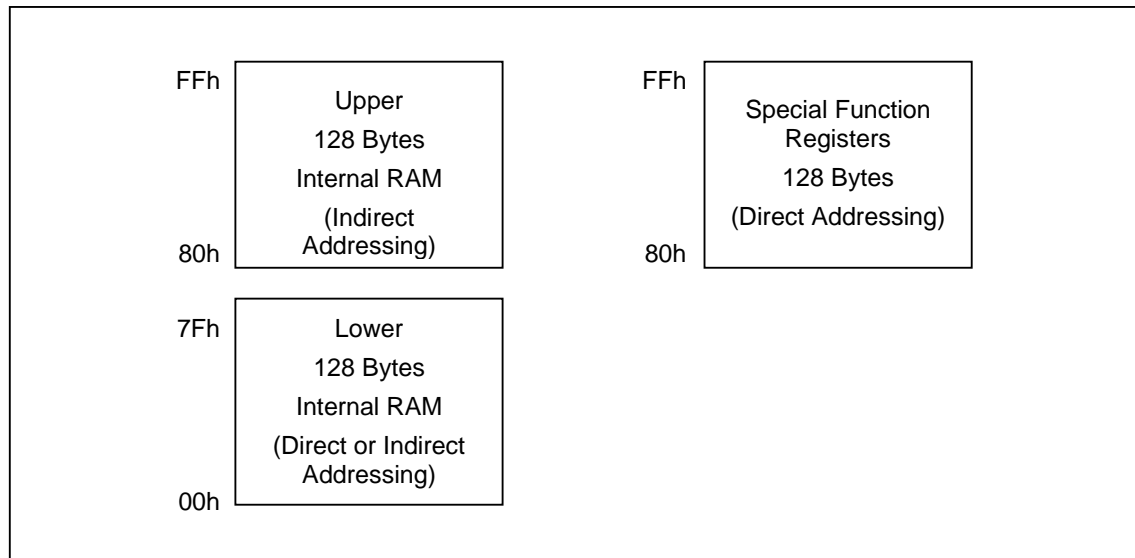 FFh
Upper
128 Bytes
Internal RAM
(Indirect
Addressing)
80h
FFh
Special Function
Registers
128 Bytes
(Direct Addressing)
80h
7Fh
Lower
128 Bytes
Internal RAM
(Direct or Indirect
Addressing)
00h